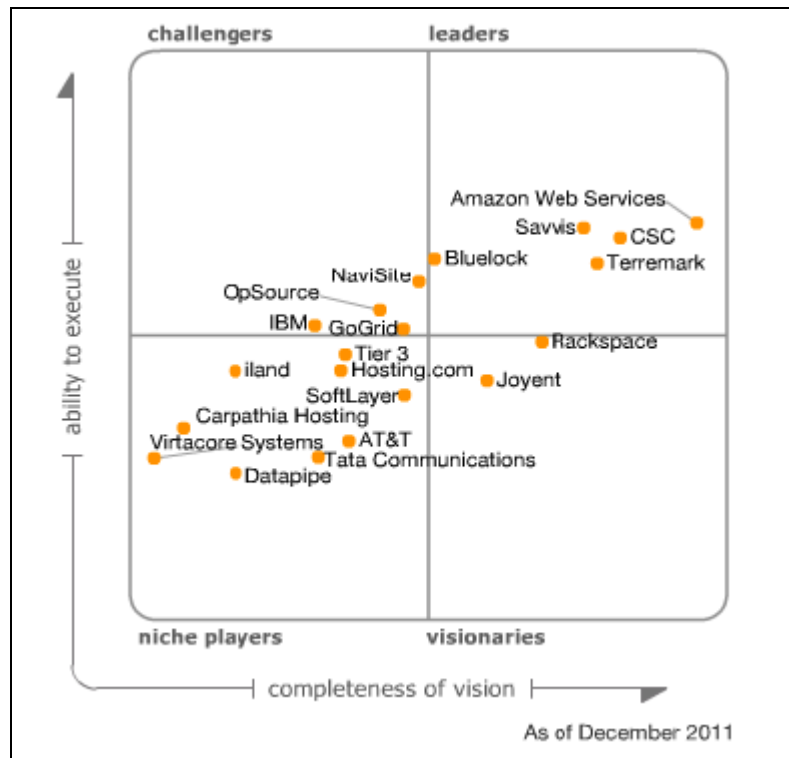 challengers
leaders
Amazon Web Services
Savvis
CSC
Bluelock
Terremark
NaviSite
OpSource
IBM
GoGrid
Rackspace
Tier 3
iland
Hosting.com
Joyent
SoftLayer
Carpathia Hosting
Virtacore Systems
AT&T
Tata Communications
Datapipe
ability to execute
niche players
visionaries
completeness of vision
As of December 2011